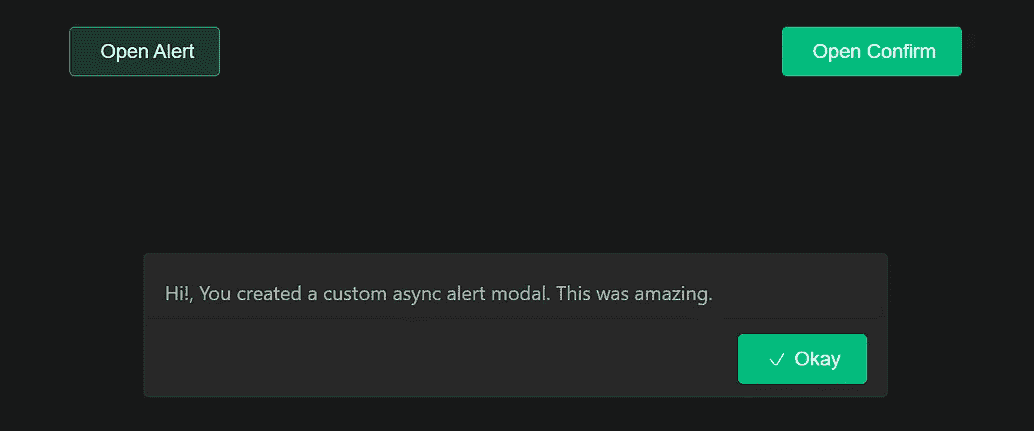 Open Alert
Open Confirm
Hi!, You created a custom async alert modal. This was amazing.
Okay